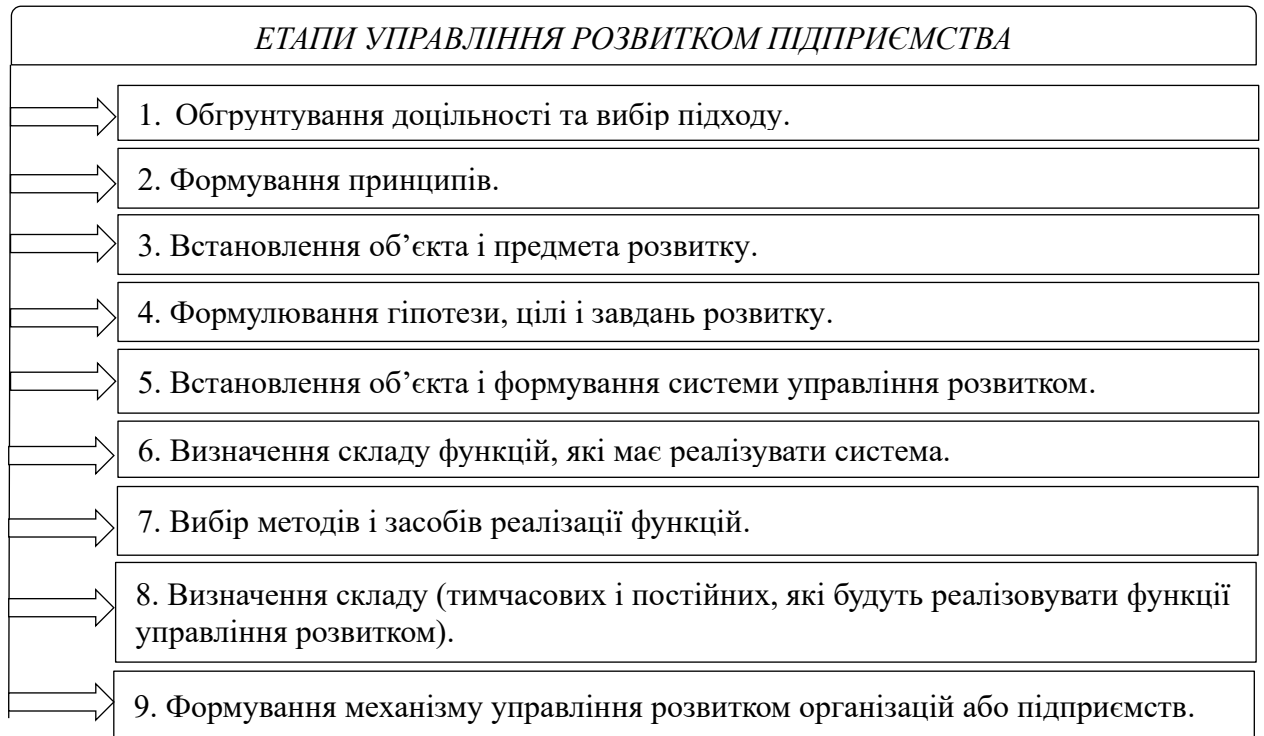 ЕТАПИ УПРАВЛІННЯ РОЗВИТКОМ ПІДПРИЄМСТВА
1. Обгрунтування доцільності та вибір підходу.
2. Формування принципів.
3. Встановлення об’єкта і предмета розвитку.
4. Формулювання гіпотези, цілі і завдань розвитку.
5. Встановлення об’єкта і формування системи управління розвитком.
6. Визначення складу функцій, які має реалізувати система.
7. Вибір методів і засобів реалізації функцій.
8. Визначення складу (тимчасових і постійних, які будуть реалізовувати функції
управління розвитком).
9. Формування механізму управління розвитком організацій або підприємств.